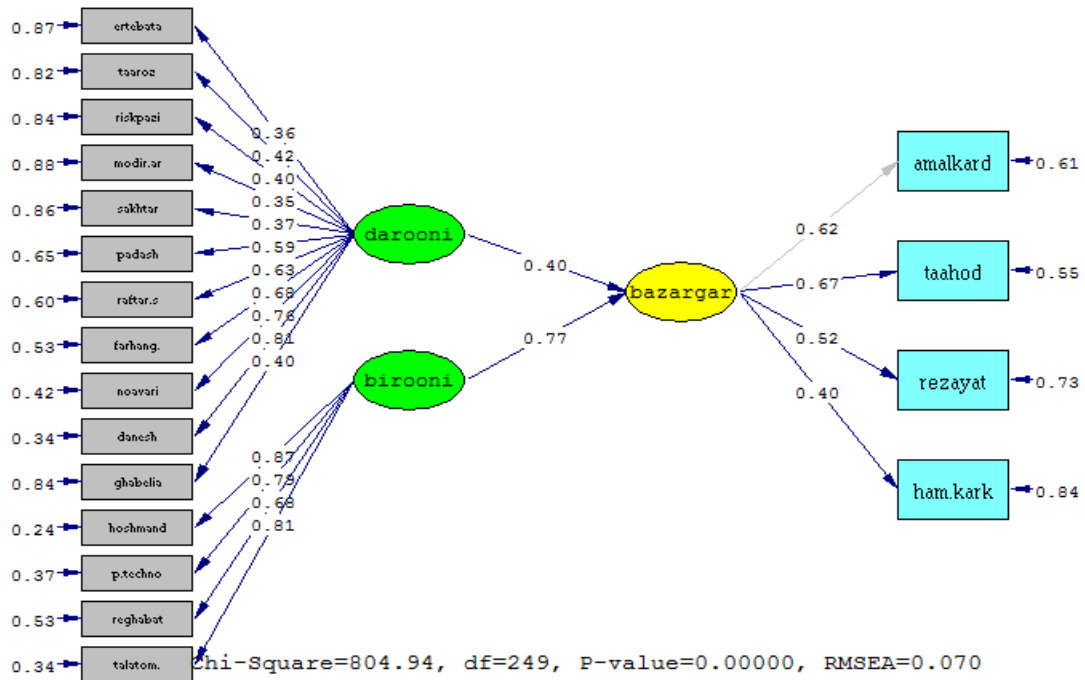 0.87 ertebata
0.82 taaroz
0.84 riskpazi
0.88 modir.ar
0.86 sakhtar
0.65 padash
0.60 raftar.s
0.53 farhang.
0.42 noavari
0.34 danesh
0.84 ghabelia
0.24 hoshmand
0.37 p.techno
0.53 reghabat
0.34 talatom.
0.36
0.42
0.40
0.35
0.37
0.59
0.63
0.68
0.76
0.81
0.40
0.87
0.79
0.68
0.81
darooni
birooni
0.40
0.77
bazargar
0.62
0.67
0.52
0.40
amalkard 0.61
taahod 0.55
rezayat 0.73
ham.kark 0.84
Chi-Square=804.94, df=249, P-value=0.00000, RMSEA=0.070